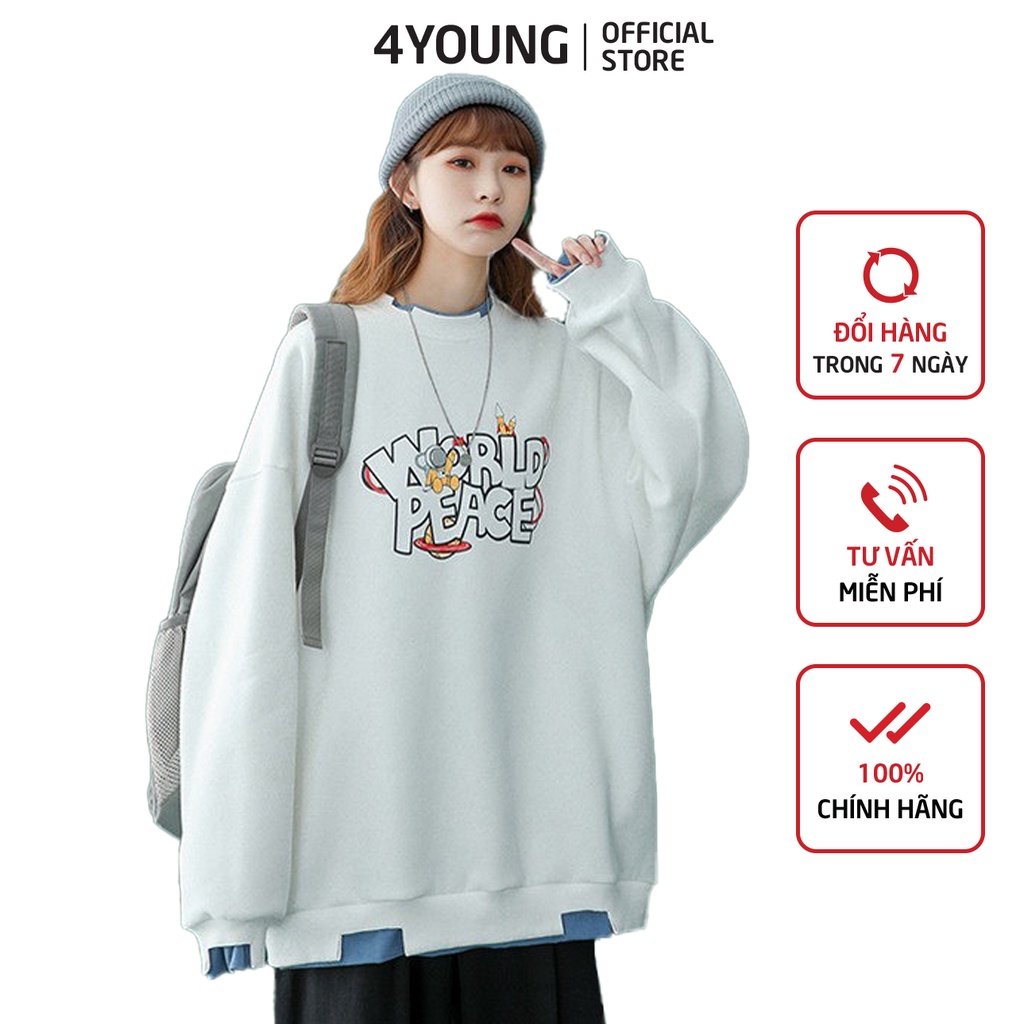 4YOUNG
OFFICIAL
STORE
WORLD
PEACE
ĐỔI HÀNG
TRONG 7 NGÀY
TƯ VẤN
MIỄN PHÍ
100%
CHÍNH HÃNG